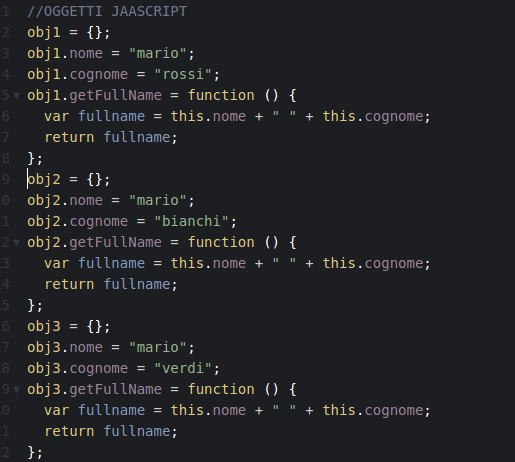 1 //OGGETTI JAASCRIPT
2 obj1 = {};
3 obj1.nome = "mario";
4 obj1.cognome = "rossi";
5 obj1.getFullName = function () {
6   var fullname = this.nome + " " + this.cognome;
7   return fullname;
8 };
9 obj2 = {};
0 obj2.nome = "mario";
1 obj2.cognome = "bianchi";
2 obj2.getFullName = function () {
3   var fullname = this.nome + " " + this.cognome;
4   return fullname;
5 };
6 obj3 = {};
7 obj3.nome = "mario";
8 obj3.cognome = "verdi";
9 obj3.getFullName = function () {
0   var fullname = this.nome + " " + this.cognome;
1   return fullname;
2 };